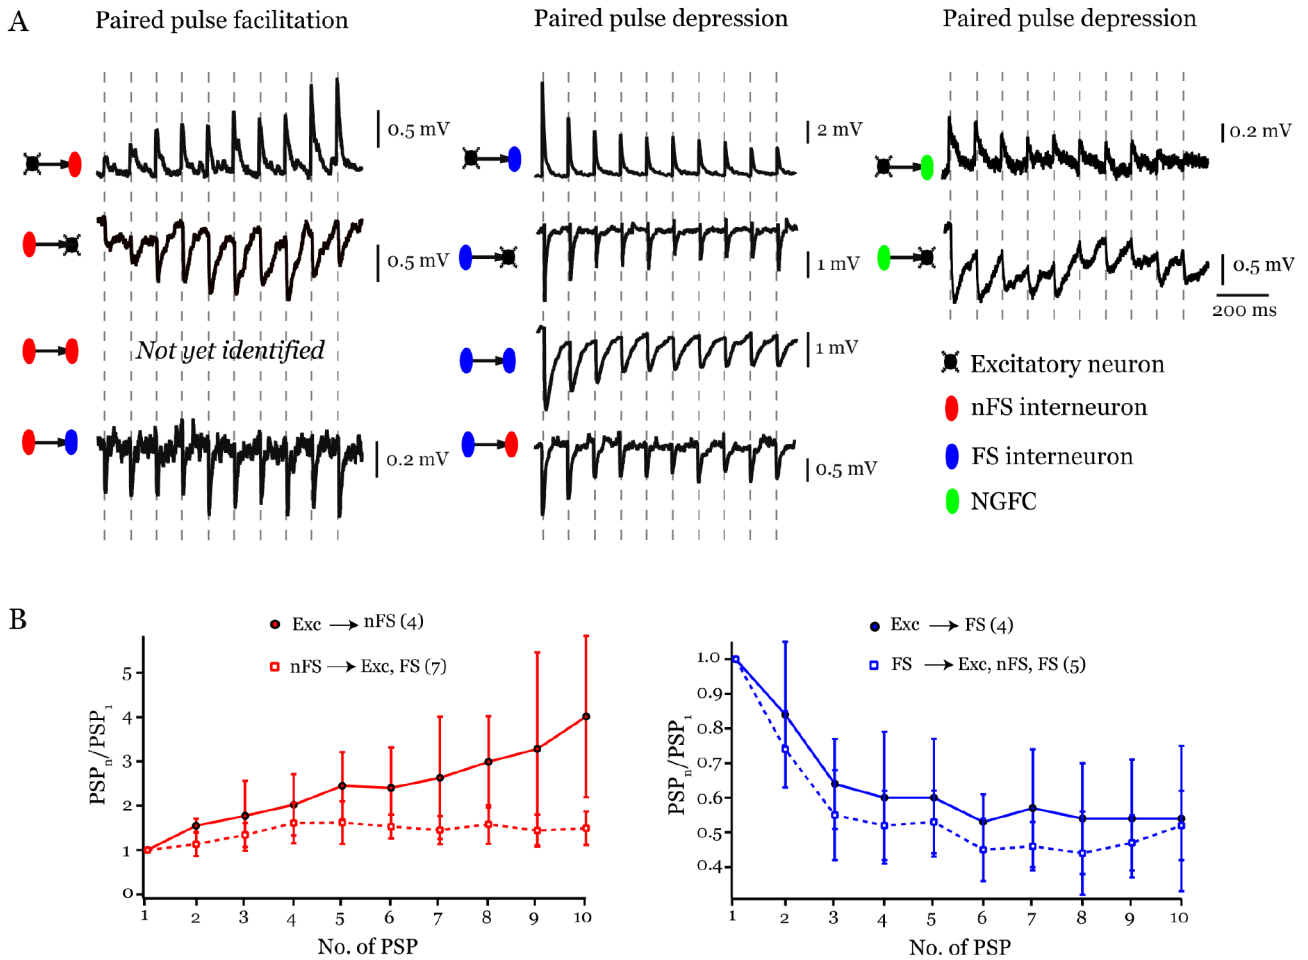 A
Paired pulse facilitation
Paired pulse depression
Paired pulse depression
0.5 mV
2 mV
0.2 mV
0.5 mV
1 mV
0.5 mV
200 ms
Not yet identified
1 mV
Excitatory neuron
nFS interneuron
0.2 mV
0.5 mV
FS interneuron
NGFC
B
Exc → nFS (4)
nFS → Exc, FS (7)
PSPn/PSP1
5
4
3
2
1
0
1 2 3 4 5 6 7 8 9 10
No. of PSP
Exc → FS (4)
FS → Exc, nFS, FS (5)
PSPn/PSP1
1.0
0.9
0.8
0.7
0.6
0.5
0.4
1 2 3 4 5 6 7 8 9 10
No. of PSP